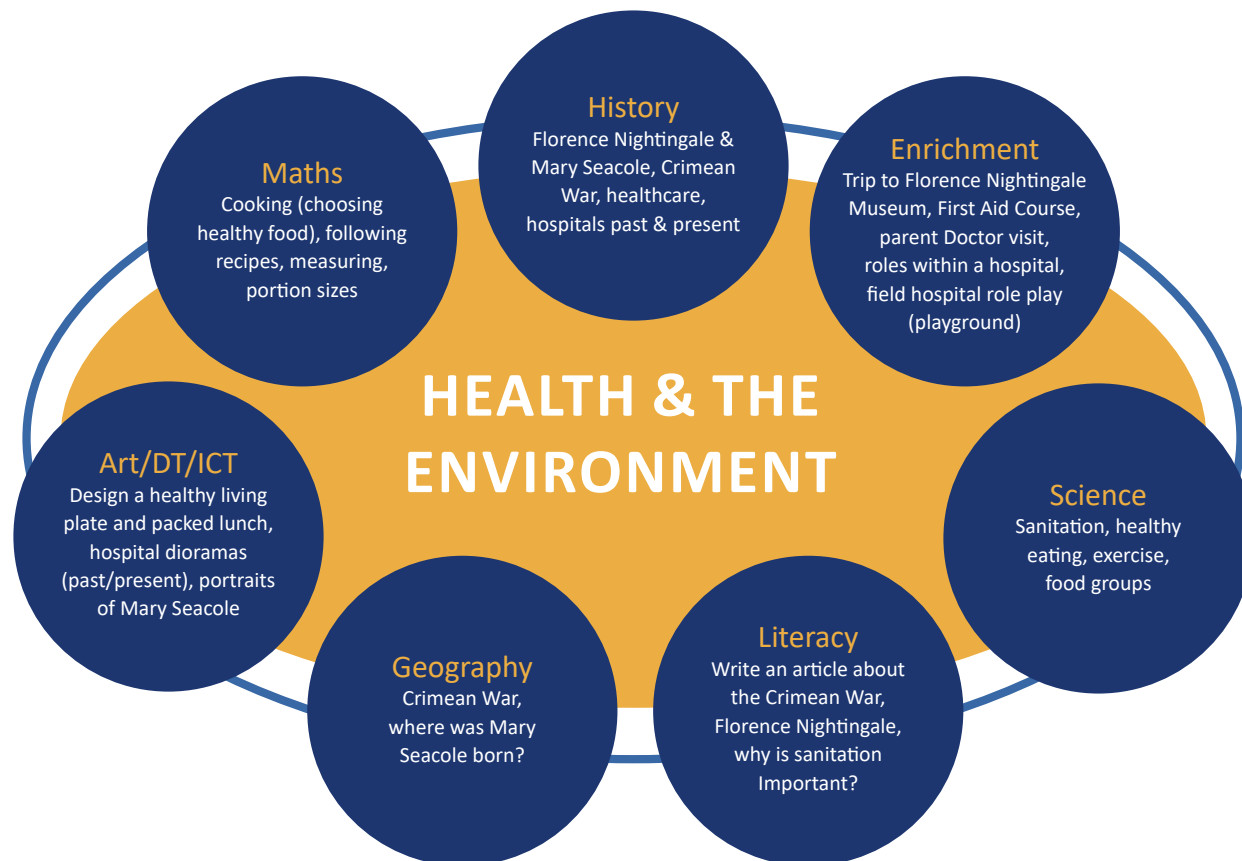 HEALTH & THE
ENVIRONMENT
History
Florence Nightingale &
Mary Seacole, Crimean
War, healthcare,
hospitals past & present
Enrichment
Trip to Florence Nightingale
Museum, First Aid Course,
parent Doctor visit,
roles within a hospital,
field hospital role play
(playground)
Science
Sanitation, healthy
eating, exercise,
food groups
Literacy
Write an article about
the Crimean War,
Florence Nightingale,
why is sanitation
Important?
Geography
Crimean War,
where was Mary
Seacole born?
Art/DT/ICT
Design a healthy living
plate and packed lunch,
hospital dioramas
(past/present), portraits
of Mary Seacole
Maths
Cooking (choosing
healthy food), following
recipes, measuring,
portion sizes